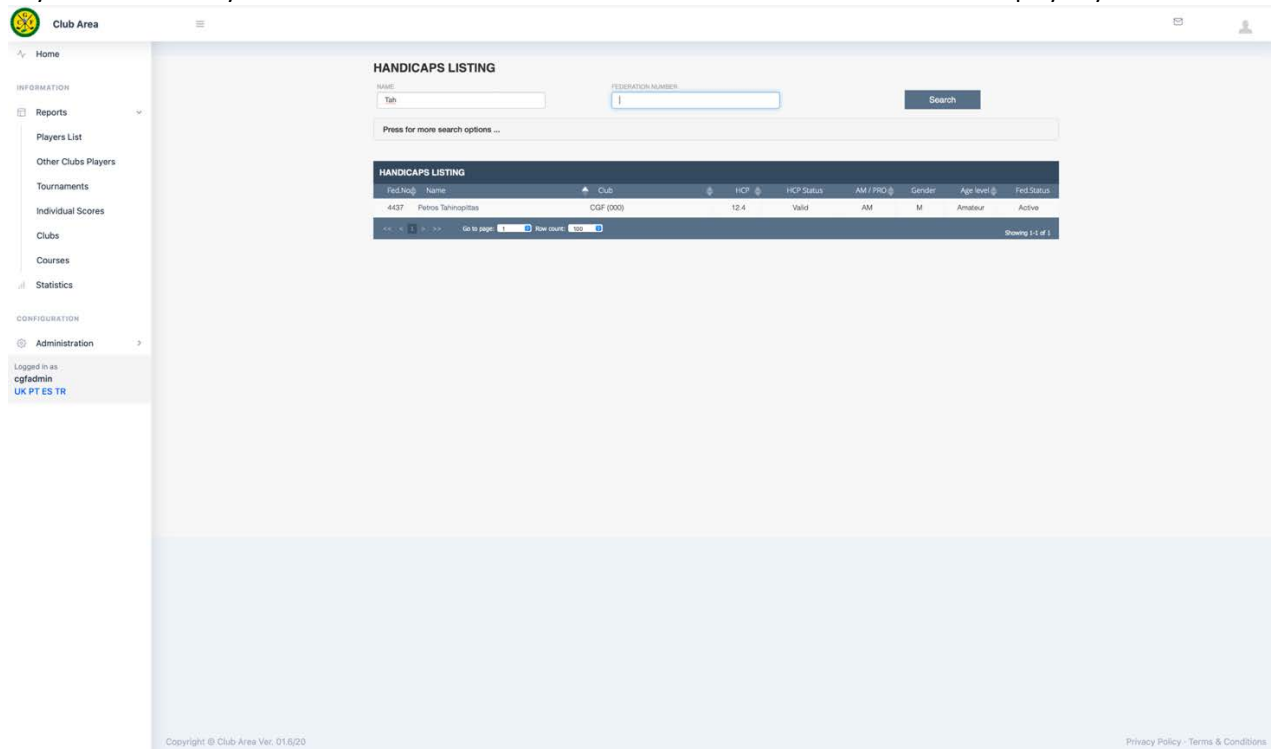 Club Area
Home
INFORMATION
Reports
Players List
Other Clubs Players
Tournaments
Individual Scores
Clubs
Courses
Statistics
CONFIGURATION
Administration
Logged in as
cgfadmin
UK PT ES TR
HANDICAPS LISTING
NAME FEDERATION NUMBER
Tah Search
Press for more search options ...
HANDICAPS LISTING
Fed.No Name Cub HCP HCP Status AM / PRO Gender Age level Fed.Status
4437 Petros Tahinopittas CGF (000) 12.4 Valid AM M Amateur Active
<< < 1 > >> Go to page: 1 Row count: 100 Showing 1-1 of 1
Copyright © Club Area Ver. 01.6/20 Privacy Policy - Terms & Conditions